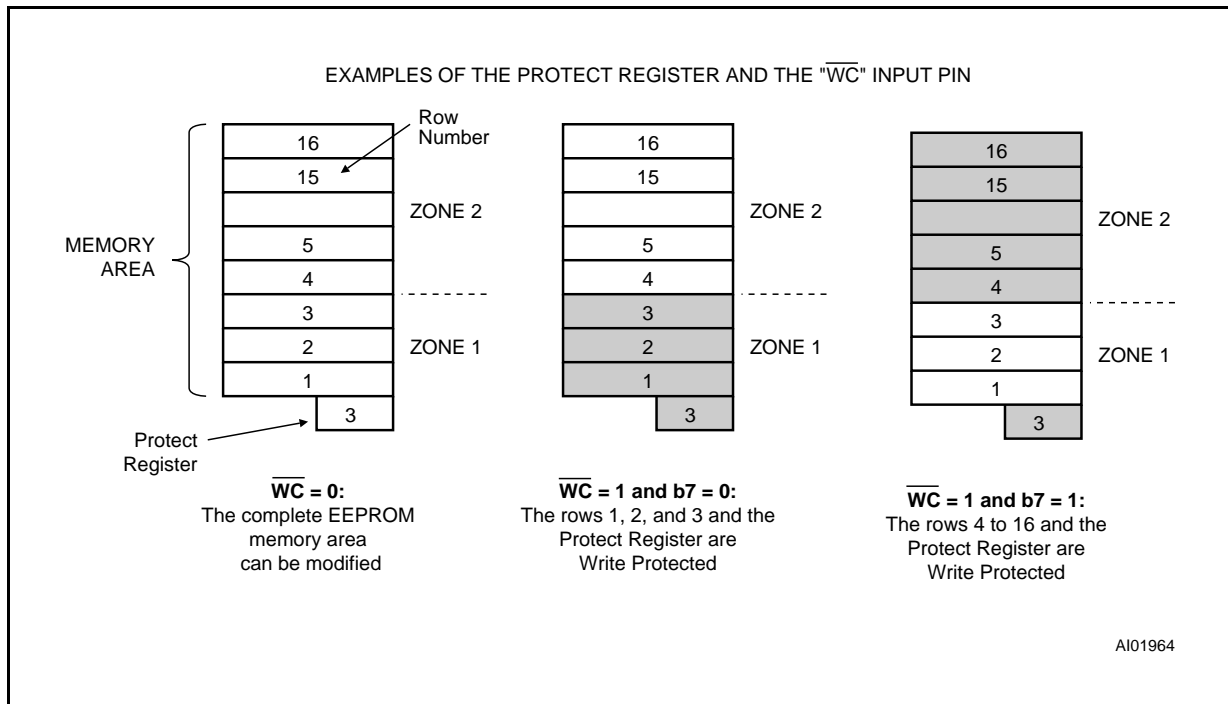 EXAMPLES OF THE PROTECT REGISTER AND THE "W̅C̅" INPUT PIN
Row
Number
MEMORY
AREA
16
15
5
4
3
2
1
3
ZONE 2
ZONE 1
Protect
Register
W̅C̅ = 0:
The complete EEPROM
memory area
can be modified
16
15
5
4
3
2
1
3
ZONE 2
ZONE 1
W̅C̅ = 1 and b7 = 0:
The rows 1, 2, and 3 and the
Protect Register are
Write Protected
16
15
5
4
3
2
1
3
ZONE 2
ZONE 1
W̅C̅ = 1 and b7 = 1:
The rows 4 to 16 and the
Protect Register are
Write Protected
AI01964